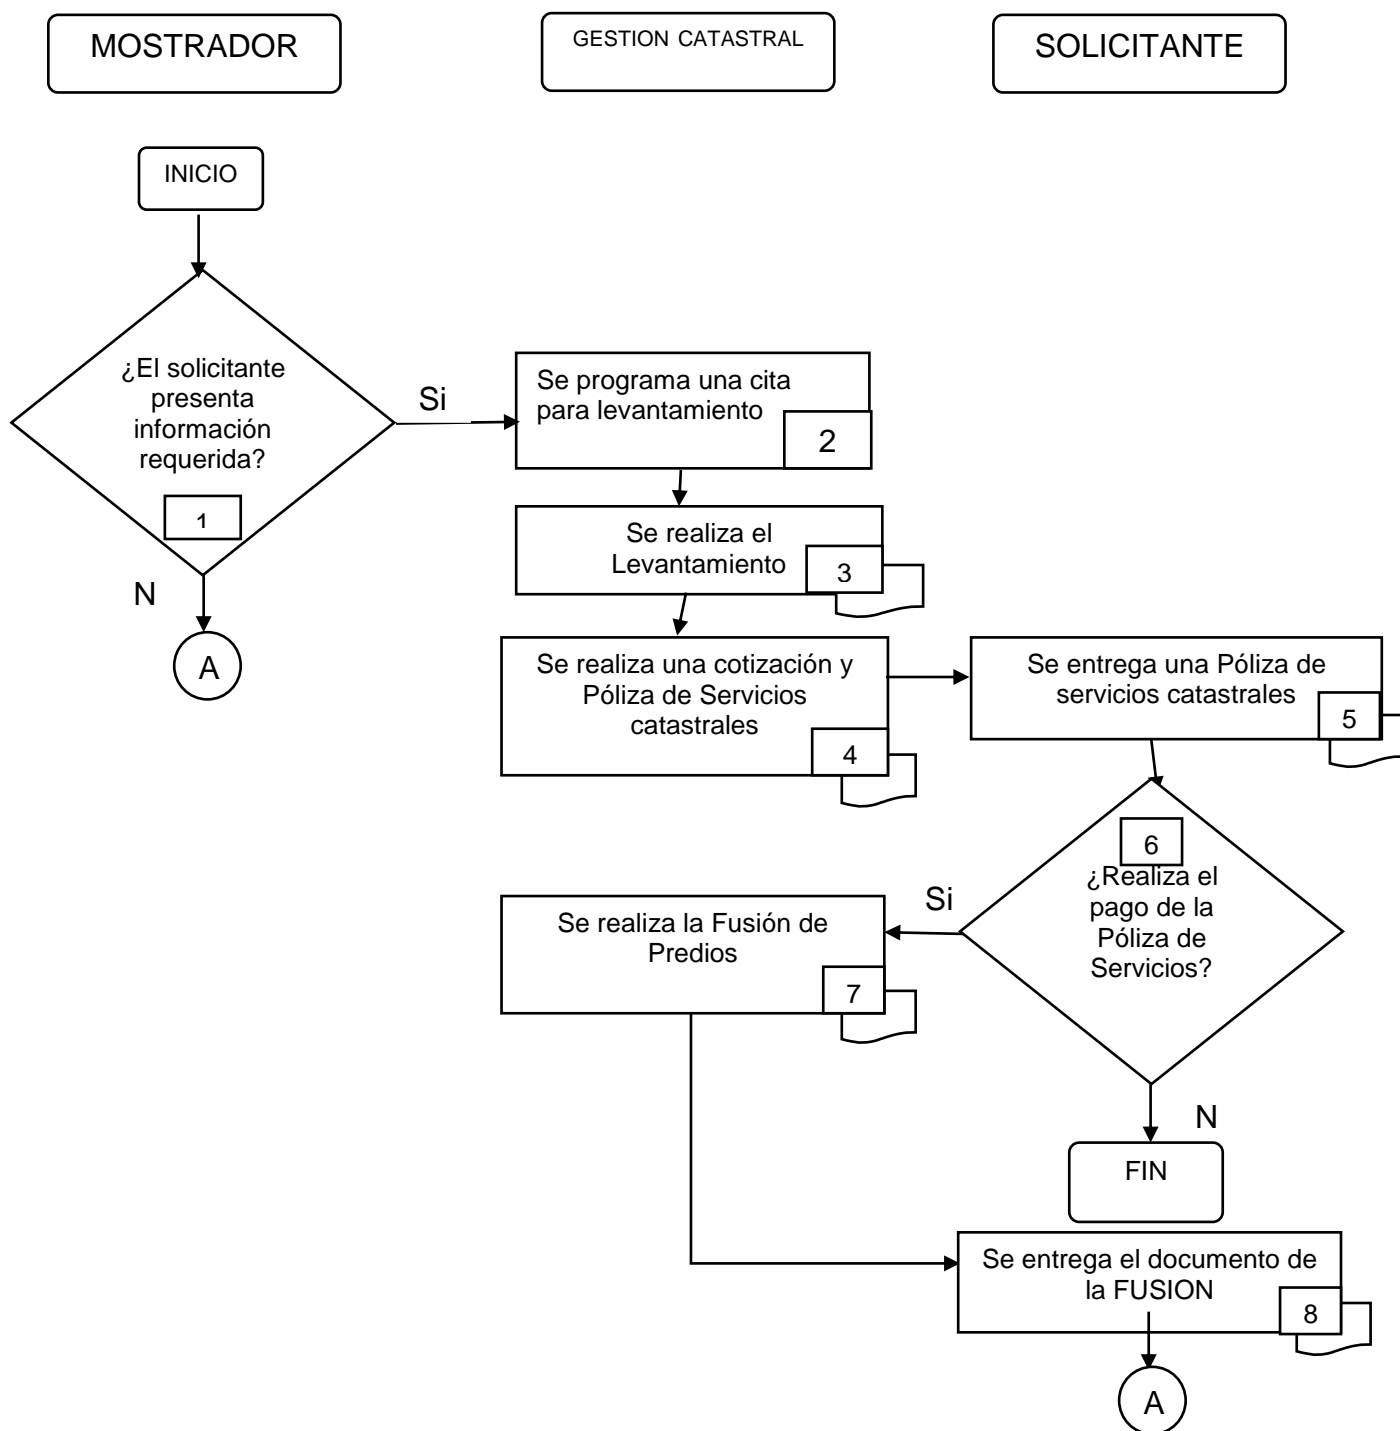 MOSTRADOR
GESTION CATASTRAL
SOLICITANTE
INICIO
¿El solicitante
presenta
información
requerida?
1
Si
N
A
Se programa una cita
para levantamiento
2
Se realiza el
Levantamiento
3
Se realiza una cotización y
Póliza de Servicios
catastrales
4
Se entrega una Póliza de
servicios catastrales
5
6
¿Realiza el
pago de la
Póliza de
Servicios?
Si
Se realiza la Fusión de
Predios
7
N
FIN
Se entrega el documento de
la FUSION
8
A